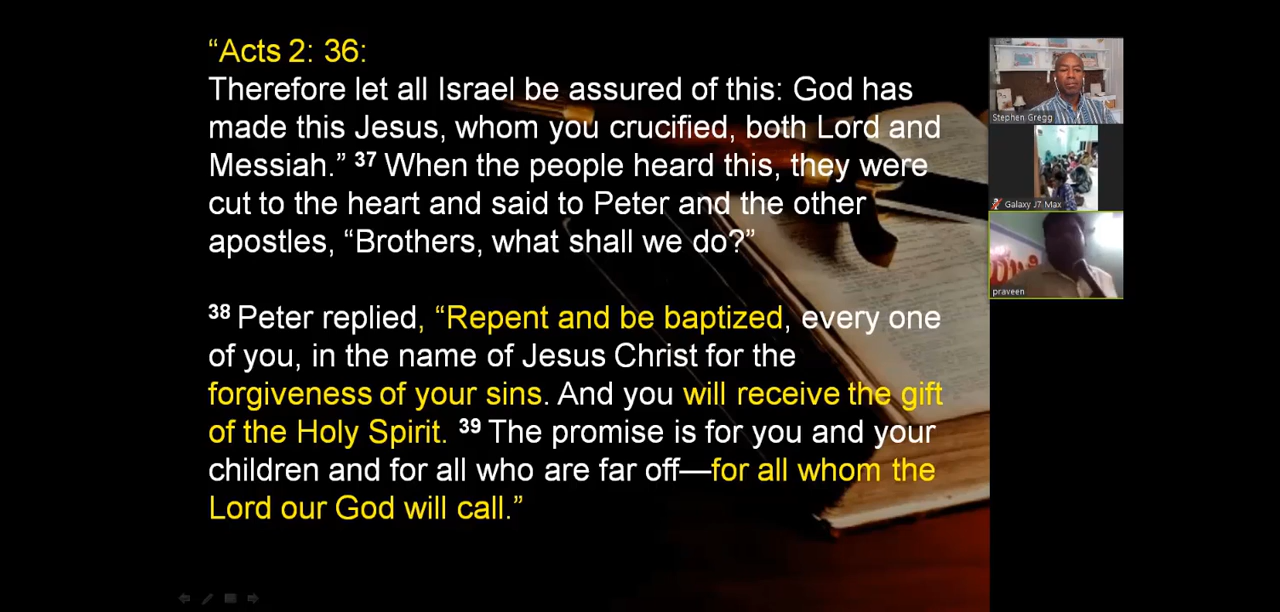 “Acts 2: 36:
Therefore let all Israel be assured of this: God has
made this Jesus, whom you crucified, both Lord and
Messiah.” 37 When the people heard this, they were
cut to the heart and said to Peter and the other
apostles, “Brothers, what shall we do?”
38 Peter replied, “Repent and be baptized, every one
of you, in the name of Jesus Christ for the
forgiveness of your sins. And you will receive the gift
of the Holy Spirit. 39 The promise is for you and your
children and for all who are far off—for all whom the
Lord our God will call.”
Stephen Gregg
Galaxy J7 Max
praveen